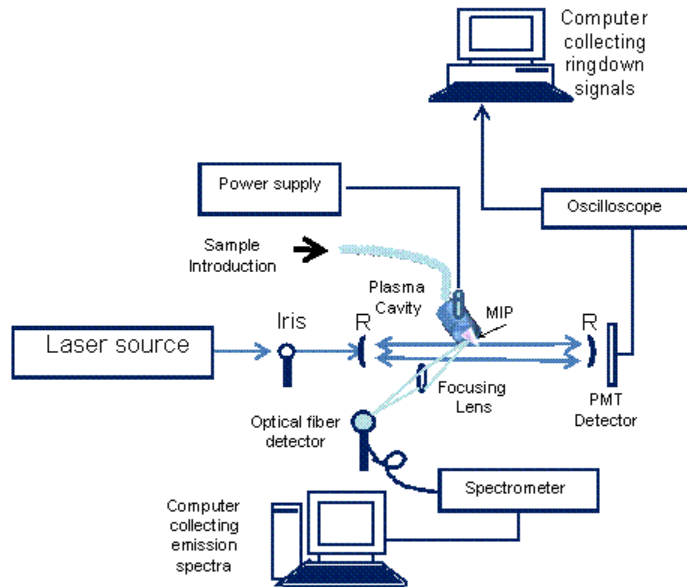 Computer
collecting
ringdown
signals
Power supply
Oscilloscope
Sample
Introduction
Plasma
Cavity
MIP
Iris
R
R
Laser source
Focusing
Lens
PMT
Detector
Optical fiber
detector
Spectrometer
Computer
collecting
emission
spectra